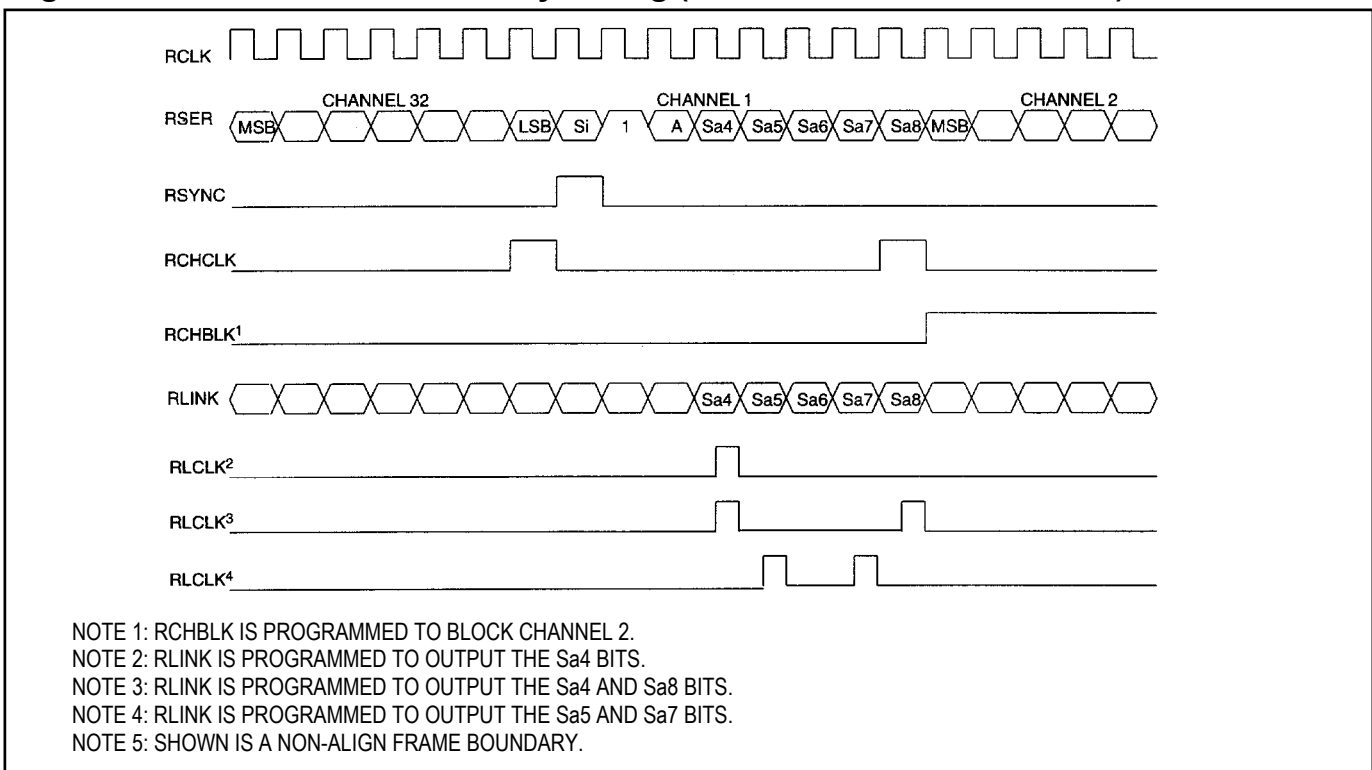 RCLK
CHANNEL 32 CHANNEL 1 CHANNEL 2
RSER MSB LSB Si 1 A Sa4 Sa5 Sa6 Sa7 Sa8 MSB
RSYNC
RCHCLK
RCHBLK1
RLINK Sa4 Sa5 Sa6 Sa7 Sa8
RLCLK2
RLCLK3
RLCLK4
NOTE 1: RCHBLK IS PROGRAMMED TO BLOCK CHANNEL 2.
NOTE 2: RLINK IS PROGRAMMED TO OUTPUT THE Sa4 BITS.
NOTE 3: RLINK IS PROGRAMMED TO OUTPUT THE Sa4 AND Sa8 BITS.
NOTE 4: RLINK IS PROGRAMMED TO OUTPUT THE Sa5 AND Sa7 BITS.
NOTE 5: SHOWN IS A NON-ALIGN FRAME BOUNDARY.